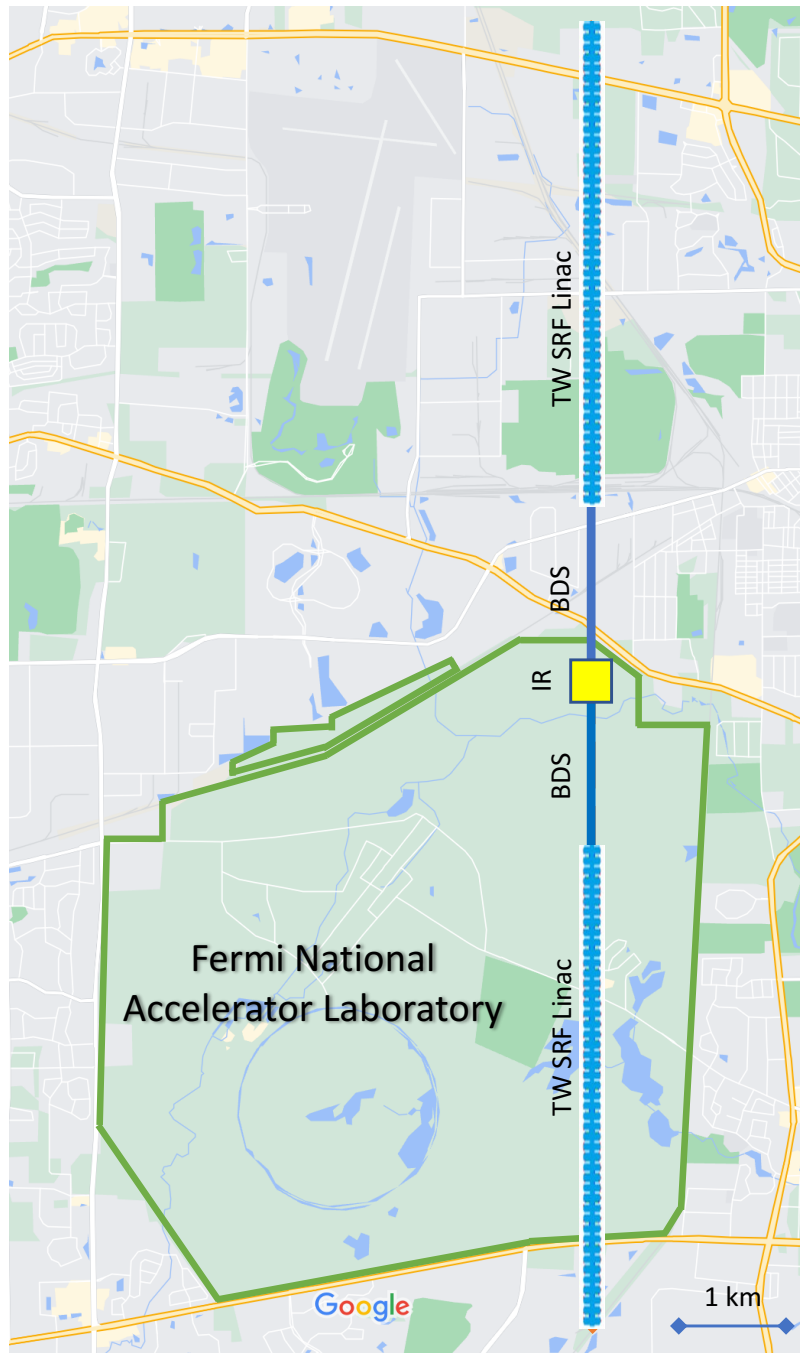 TW SRF Linac
BDS
IR
BDS
Fermi National
Accelerator Laboratory
TW SRF Linac
Google
1 km